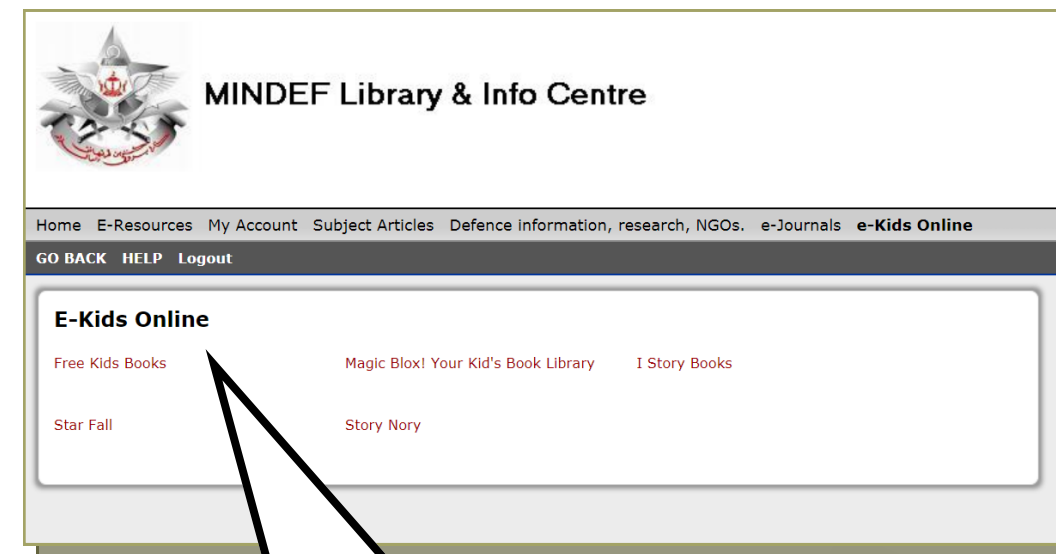 MINDEF Library & Info Centre
Home E-Resources My Account Subject Articles Defence information, research, NGOs. e-Journals e-Kids Online
GO BACK HELP Logout
E-Kids Online
Free Kids Books Magic Blox! Your Kid's Book Library I Story Books
Star Fall Story Nory